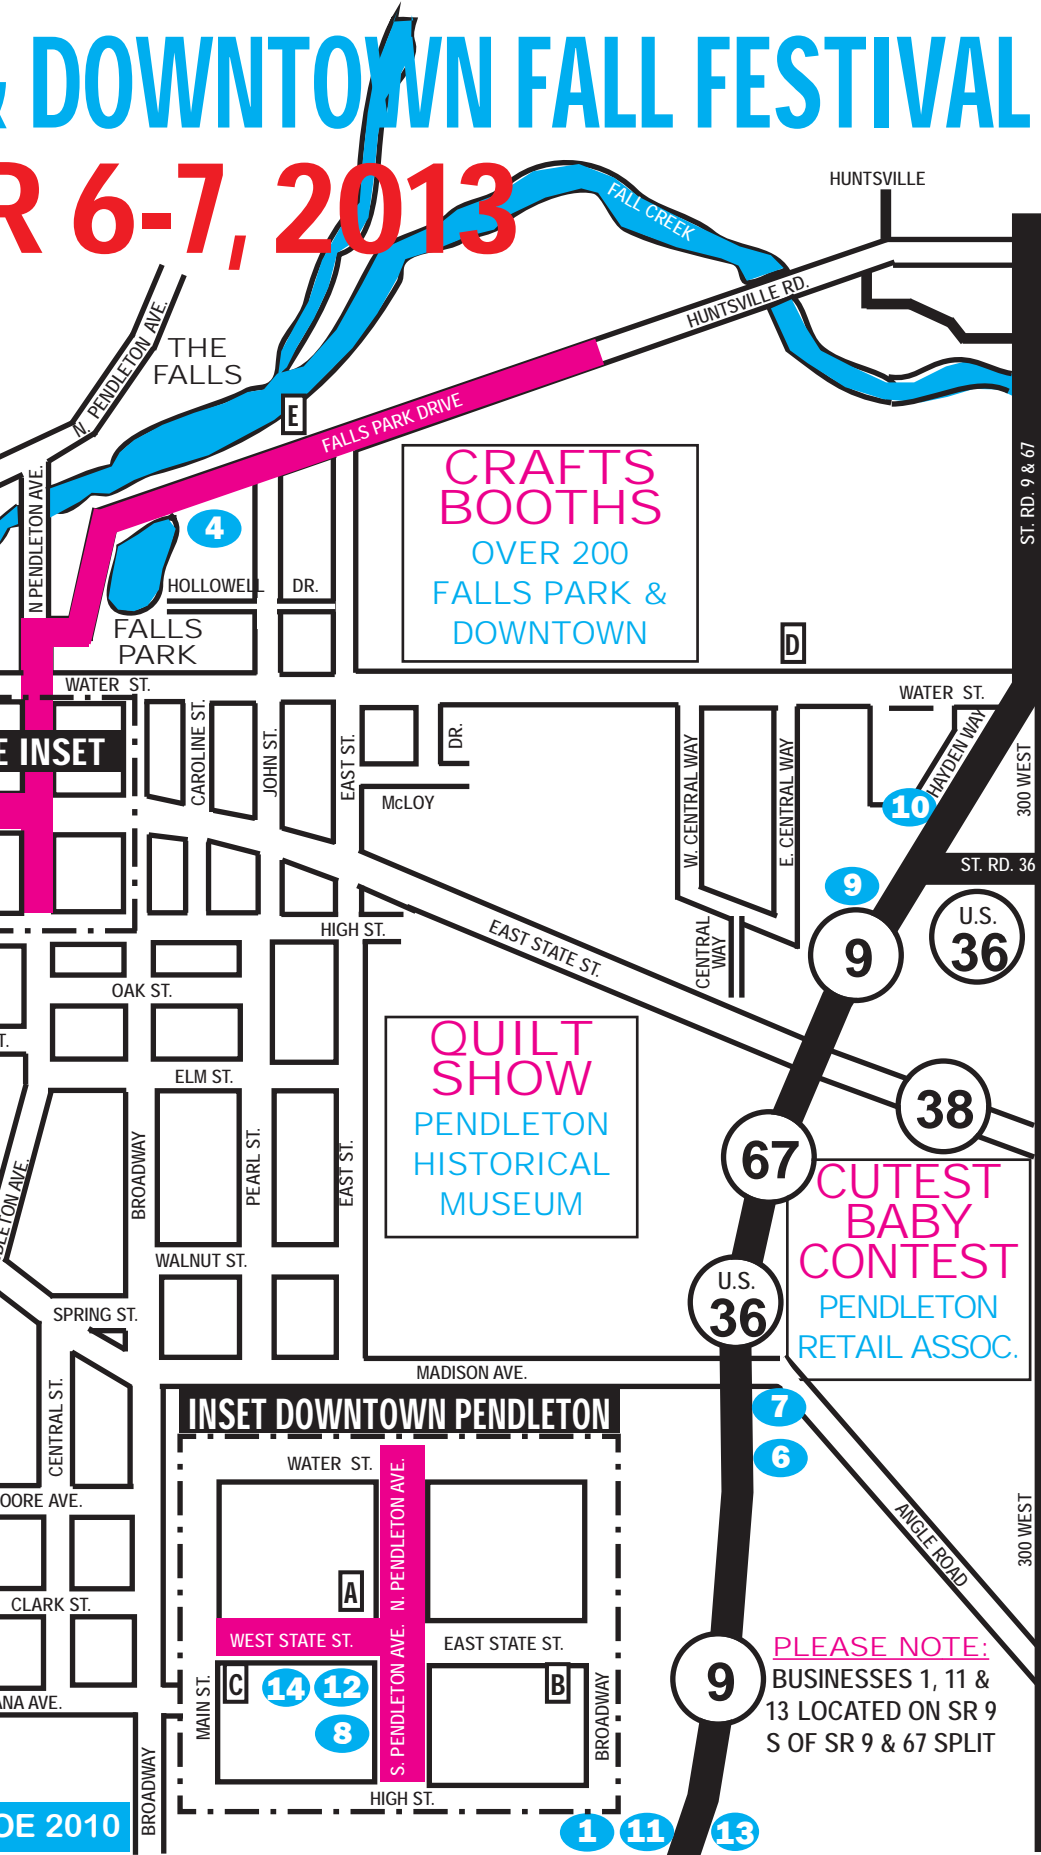 & DOWNTOWN FALL FESTIVAL
R 6-7, 2013
HUNTSVILLE
FALL CREEK
HUNTSVILLE RD.
N. PENDLETON AVE.
THE
FALLS
E
FALLS PARK DRIVE
ST. RD. 9 & 67
N PENDLETON AVE.
4
CRAFTS
BOOTHS
OVER 200
FALLS PARK &
DOWNTOWN
HOLLOWELL DR.
FALLS
PARK
D
WATER ST.
WATER ST.
E INSET
CAROLINE ST.
JOHN ST.
EAST ST.
DR.
McLOY
W. CENTRAL WAY
E. CENTRAL WAY
HAYDEN WAY
300 WEST
10
ST. RD. 36
9
U.S.
36
9
HIGH ST.
EAST STATE ST.
CENTRAL
WAY
OAK ST.
T.
QUILT
SHOW
PENDLETON
HISTORICAL
MUSEUM
ELM ST.
38
67
BROADWAY
PEARL ST.
EAST ST.
DLETON AVE.
CUTEST
BABY
CONTEST
PENDLETON
RETAIL ASSOC.
WALNUT ST.
U.S.
36
SPRING ST.
MADISON AVE.
CENTRAL ST.
INSET DOWNTOWN PENDLETON
7
6
WATER ST.
N. PENDLETON AVE.
OORE AVE.
ANGLE ROAD
300 WEST
A
CLARK ST.
WEST STATE ST.
EAST STATE ST.
S. PENDLETON AVE.
C
14
12
8
B
MAIN ST.
BROADWAY
9
PLEASE NOTE:
BUSINESSES 1, 11 &
13 LOCATED ON SR 9
S OF SR 9 & 67 SPLIT
ANA AVE.
BROADWAY
HIGH ST.
OE 2010
1
11
13